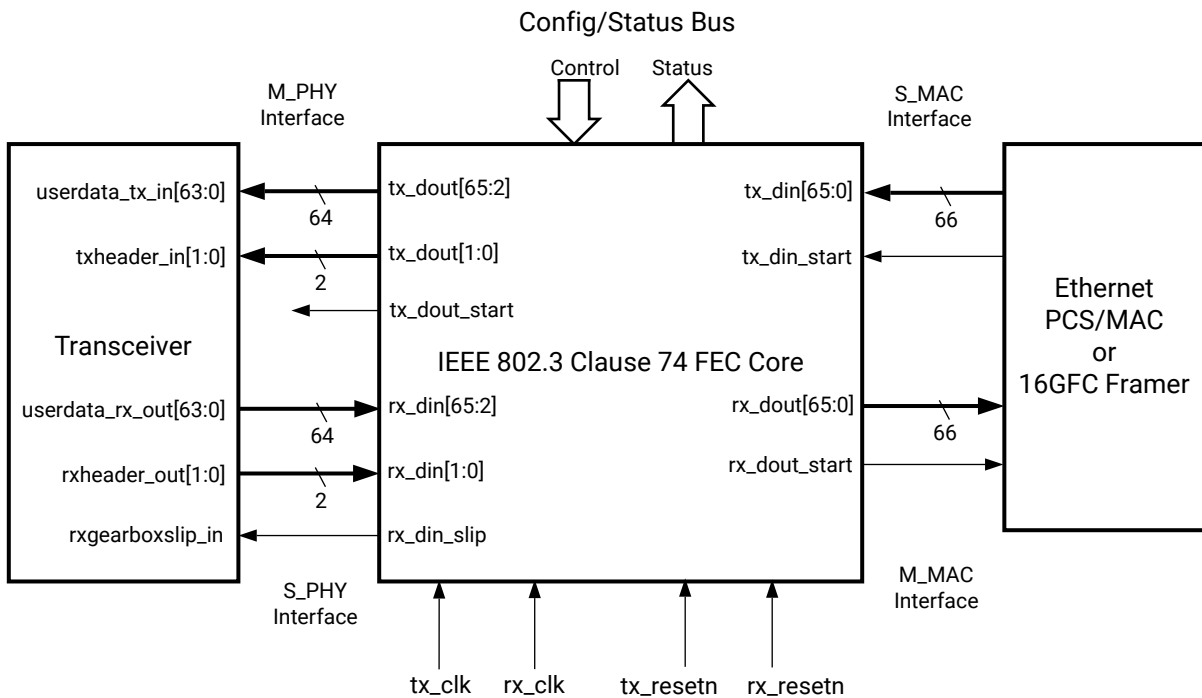 Config/Status Bus
Control Status
M_PHY
Interface
S_MAC
Interface
userdata_tx_in[63:0]
64
tx_dout[65:2]
tx_din[65:0]
66
txheader_in[1:0]
2
tx_dout[1:0]
tx_din_start
tx_dout_start
Transceiver
IEEE 802.3 Clause 74 FEC Core
Ethernet
PCS/MAC
or
16GFC Framer
userdata_rx_out[63:0]
64
rx_din[65:2]
rx_dout[65:0]
66
rxheader_out[1:0]
2
rx_din[1:0]
rx_dout_start
rxgearboxslip_in
rx_din_slip
S_PHY
Interface
M_MAC
Interface
tx_clk rx_clk tx_resetn rx_resetn